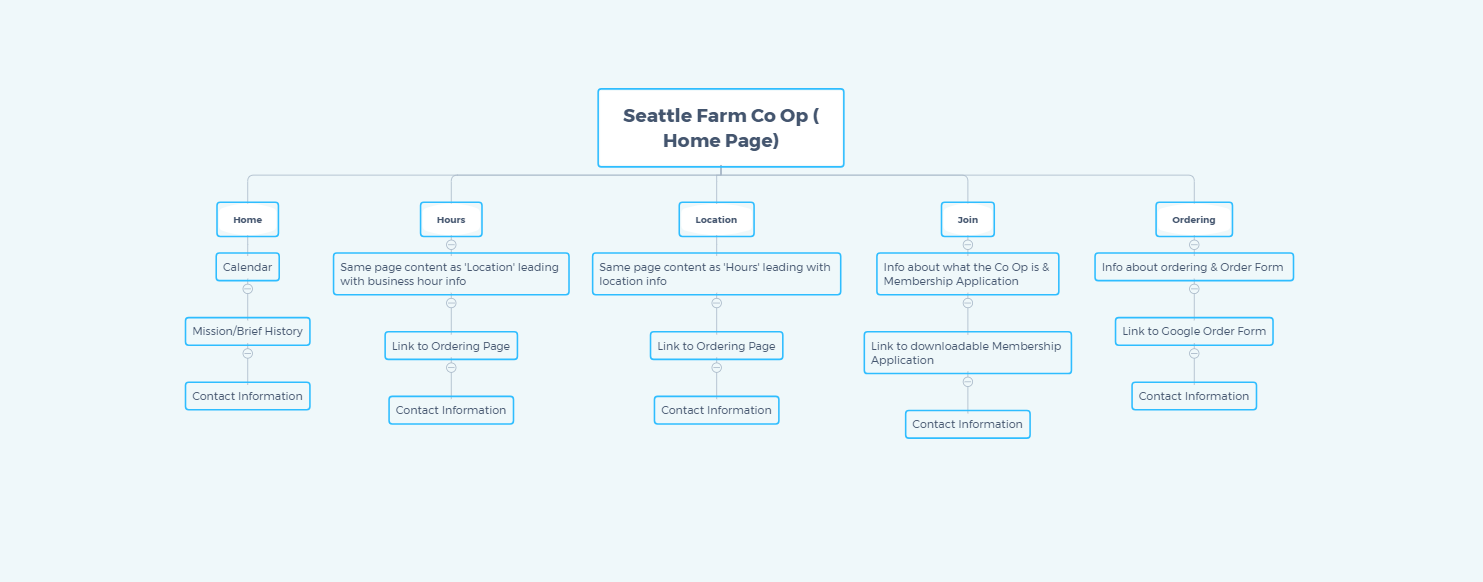 Seattle Farm Co Op (
Home Page)
Home
Hours
Location
Join
Ordering
Calendar
Same page content as 'Location' leading
with business hour info
Same page content as 'Hours' leading with
location info
Info about what the Co Op is &
Membership Application
Info about ordering & Order Form
Mission/Brief History
Link to Ordering Page
Link to Ordering Page
Link to downloadable Membership
Application
Link to Google Order Form
Contact Information
Contact Information
Contact Information
Contact Information
Contact Information